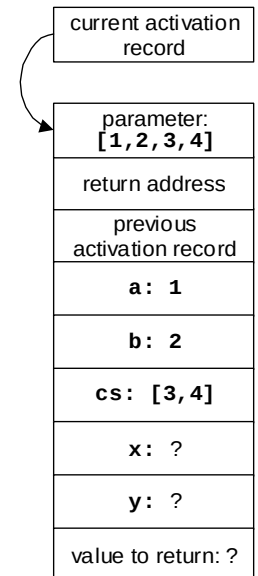 current activation
record
parameter:
[1,2,3,4]
return address
previous
activation record
a: 1
b: 2
cs: [3,4]
x: ?
y: ?
value to return: ?